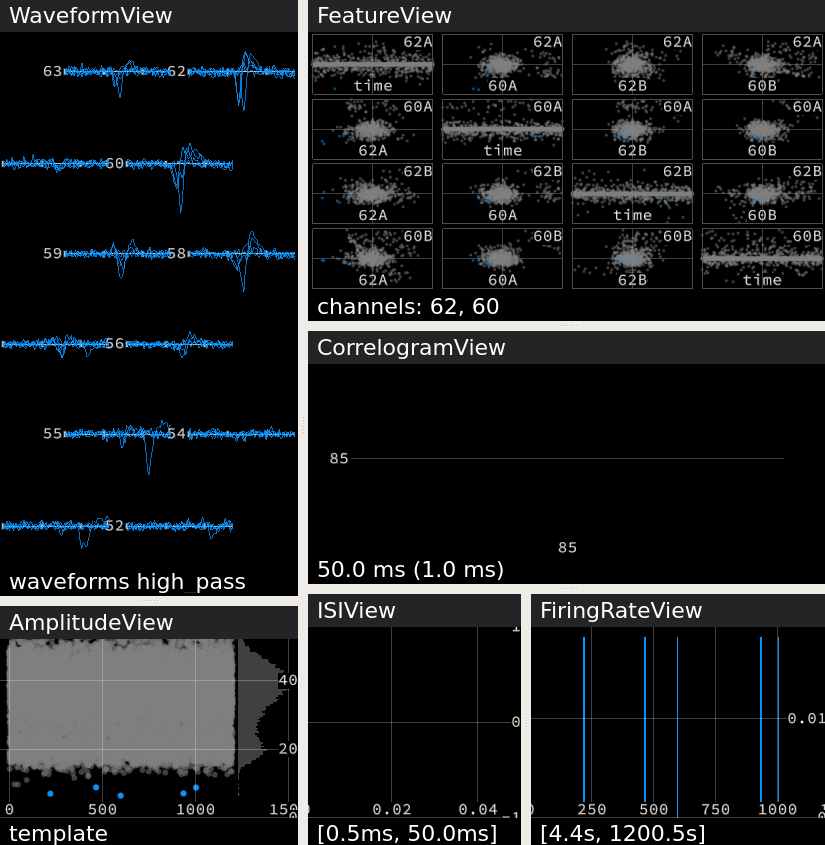 WaveformView
63
62
60
59
58
56
55
54
52
waveforms high_pass
FeatureView
62A 62A 62A 62A
time 60A 62B 60B
60A 60A 60A 60A
62A time 62B 60B
62B 62B 62B 62B
62A 60A time 60B
60B 60B 60B 60B
62A 60A 62B time
channels: 62, 60
CorrelogramView
85
85
50.0 ms (1.0 ms)
AmplitudeView
40
20
0 500 1000
template
ISIView
0
0.02 0.04 −1
[0.5ms, 50.0ms]
FiringRateView
0.01
250 500 750 1000
[4.4s, 1200.5s]